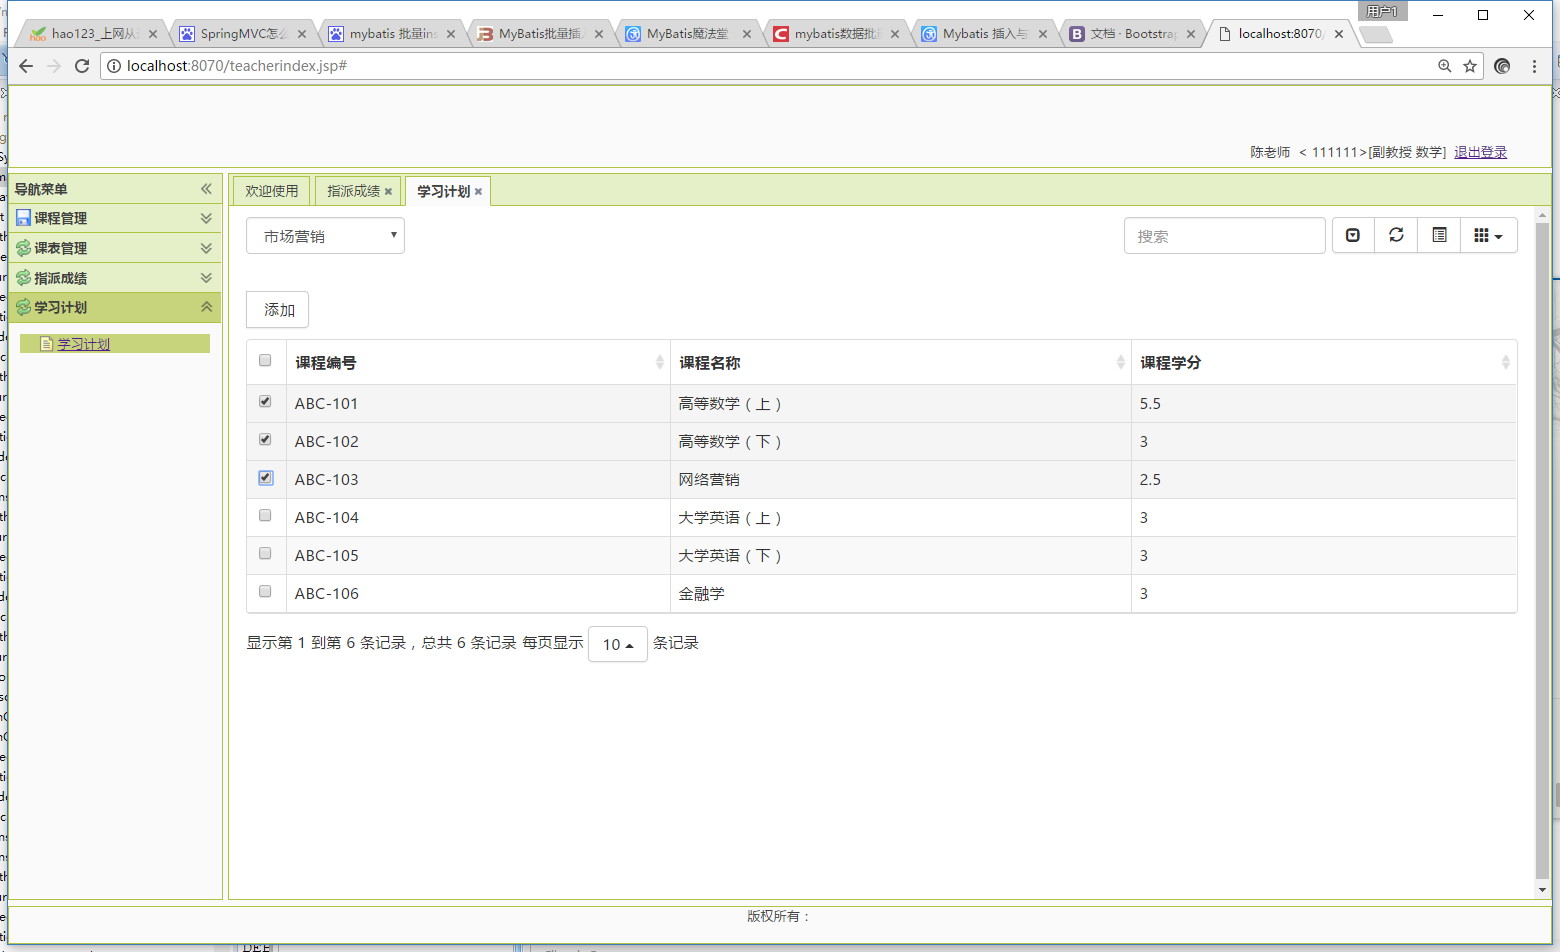 用户1
hao123_上网从
SpringMVC怎么
mybatis 批量ins
MyBatis批量插
MyBatis魔法堂
mybatis数据批
Mybatis 插入与
文档 · Bootstrap
localhost:8070/
localhost:8070/teacherindex.jsp#
陈老师 < 111111>[副教授 数学] 退出登录
导航菜单
课程管理
课表管理
指派成绩
学习计划
学习计划
欢迎使用 指派成绩 学习计划
市场营销 搜索
添加
课程编号 课程名称 课程学分
ABC-101 高等数学（上） 5.5
ABC-102 高等数学（下） 3
ABC-103 网络营销 2.5
ABC-104 大学英语（上） 3
ABC-105 大学英语（下） 3
ABC-106 金融学 3
显示第 1 到第 6 条记录，总共 6 条记录 每页显示 10 条记录
版权所有：